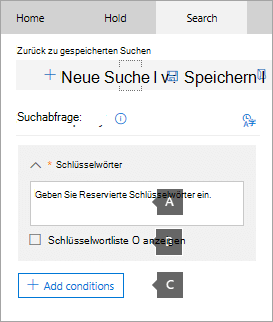 Home Hold Search
Zurück zu gespeicherten Suchen
+ Neue Suche I v Speichern I
Suchabfrage:
* Schlüsselwörter
Geben Sie Reservierte Schlüsselwörter ein.
A
Schlüsselwortliste O anzeigen
+ Add conditions
C